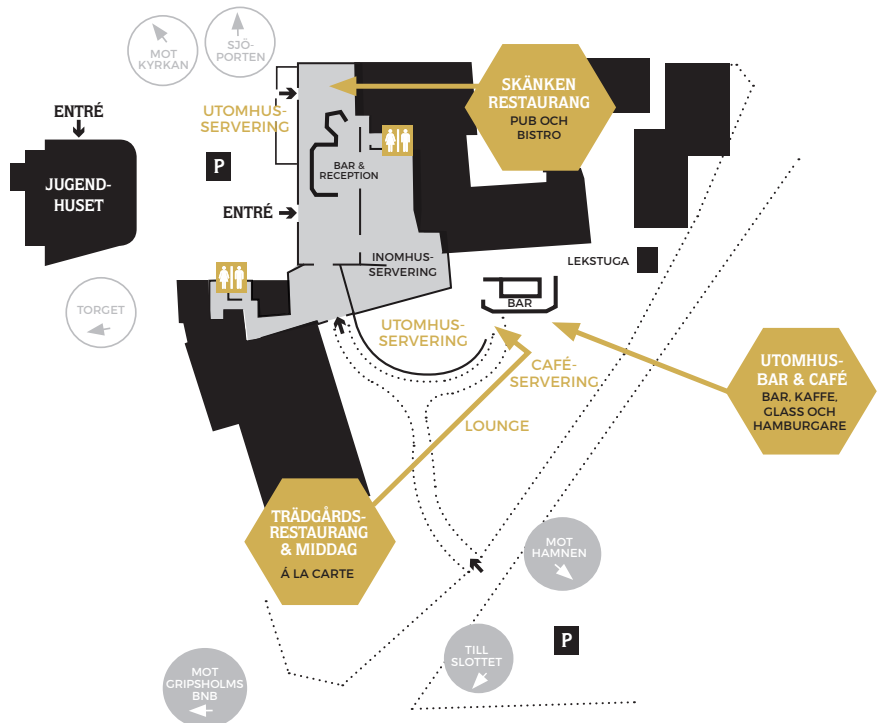 MOT
KYRKAN
SJÖ-
PORTEN
SKÄNKEN
RESTAURANG
PUB OCH
BISTRO
UTOMHUS-
SERVERING
ENTRÉ
P
BAR &
RECEPTION
JUGEND-
HUSET
ENTRÉ
INOMHUS-
SERVERING
LEKSTUGA
BAR
TORGET
UTOMHUS-
SERVERING
CAFÉ-
SERVERING
UTOMHUS-
BAR & CAFÉ
BAR, KAFFE,
GLASS OCH
HAMBURGARE
LOUNGE
TRÄDGÅRDS-
RESTAURANG
& MIDDAG
Á LA CARTE
MOT
HAMNEN
P
TILL
SLOTTET
MOT
GRIPSHOLMS
BNB